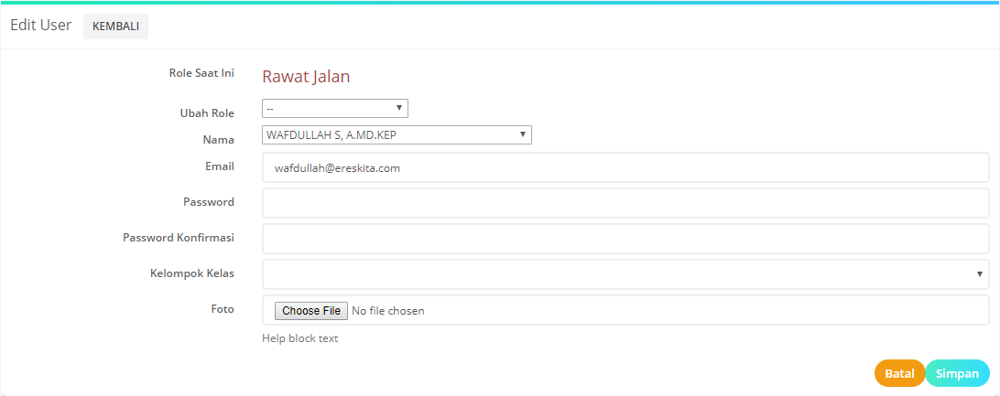 Edit User KEMBALI
Role Saat Ini Rawat Jalan
Ubah Role --
Nama WAFDULLAH S, A.MD.KEP
Email wafdullah@ereskita.com
Password
Password Konfirmasi
Kelompok Kelas
Foto Choose File No file chosen
Help block text
Batal Simpan